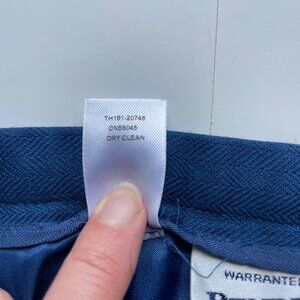 TH181-20748
DN55045
DRY CLEAN
WARRANTE